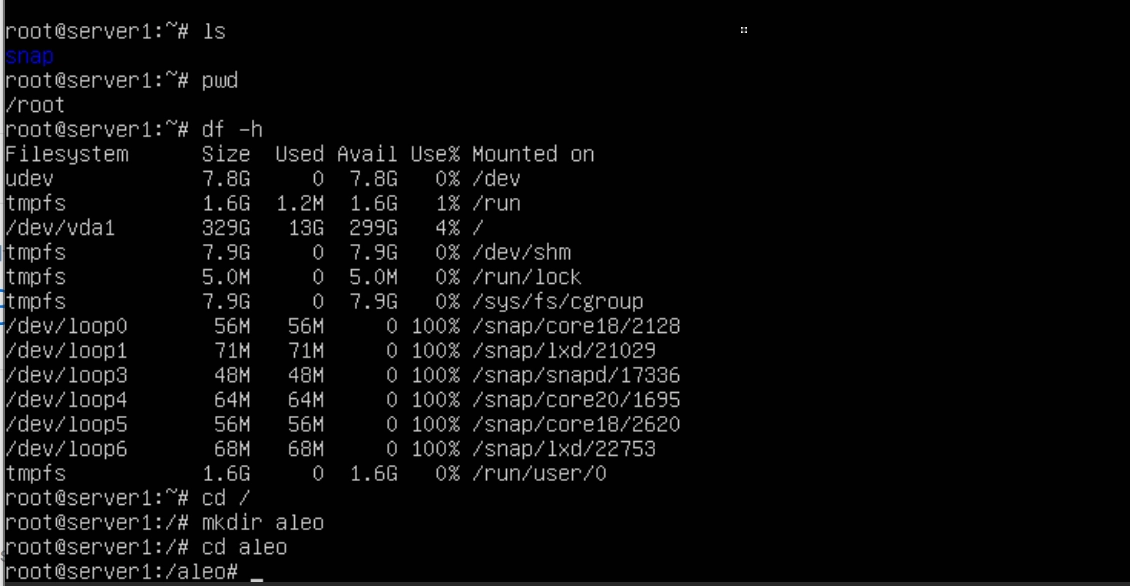 root@server1:~# ls
snap
root@server1:~# pwd
/root
root@server1:~# df -h
Filesystem      Size  Used Avail Use% Mounted on
udev            7.8G     0  7.8G   0% /dev
tmpfs           1.6G  1.2M  1.6G   1% /run
/dev/vda1       329G   13G  299G   4% /
tmpfs           7.9G     0  7.9G   0% /dev/shm
tmpfs           5.0M     0  5.0M   0% /run/lock
tmpfs           7.9G     0  7.9G   0% /sys/fs/cgroup
/dev/loop0       56M   56M     0 100% /snap/core18/2128
/dev/loop1       71M   71M     0 100% /snap/lxd/21029
/dev/loop3       48M   48M     0 100% /snap/snapd/17336
/dev/loop4       64M   64M     0 100% /snap/core20/1695
/dev/loop5       56M   56M     0 100% /snap/core18/2620
/dev/loop6       68M   68M     0 100% /snap/lxd/22753
tmpfs           1.6G     0  1.6G   0% /run/user/0
root@server1:~# cd /
root@server1:/# mkdir aleo
root@server1:/# cd aleo
root@server1:/aleo# _